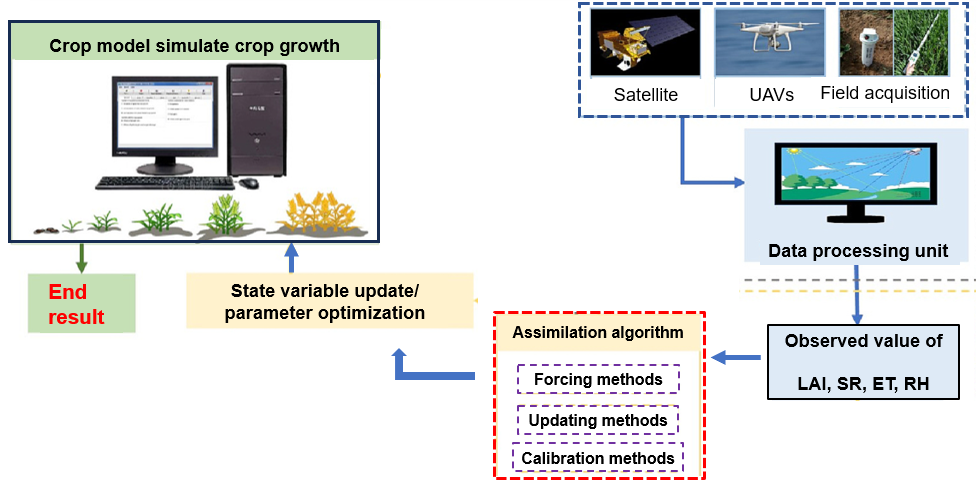 Crop model simulate crop growth
Satellite
UAVs
Field acquisition
Data processing unit
Observed value of
LAI, SR, ET, RH
Assimilation algorithm
Forcing methods
Updating methods
Calibration methods
State variable update/
parameter optimization
End
result